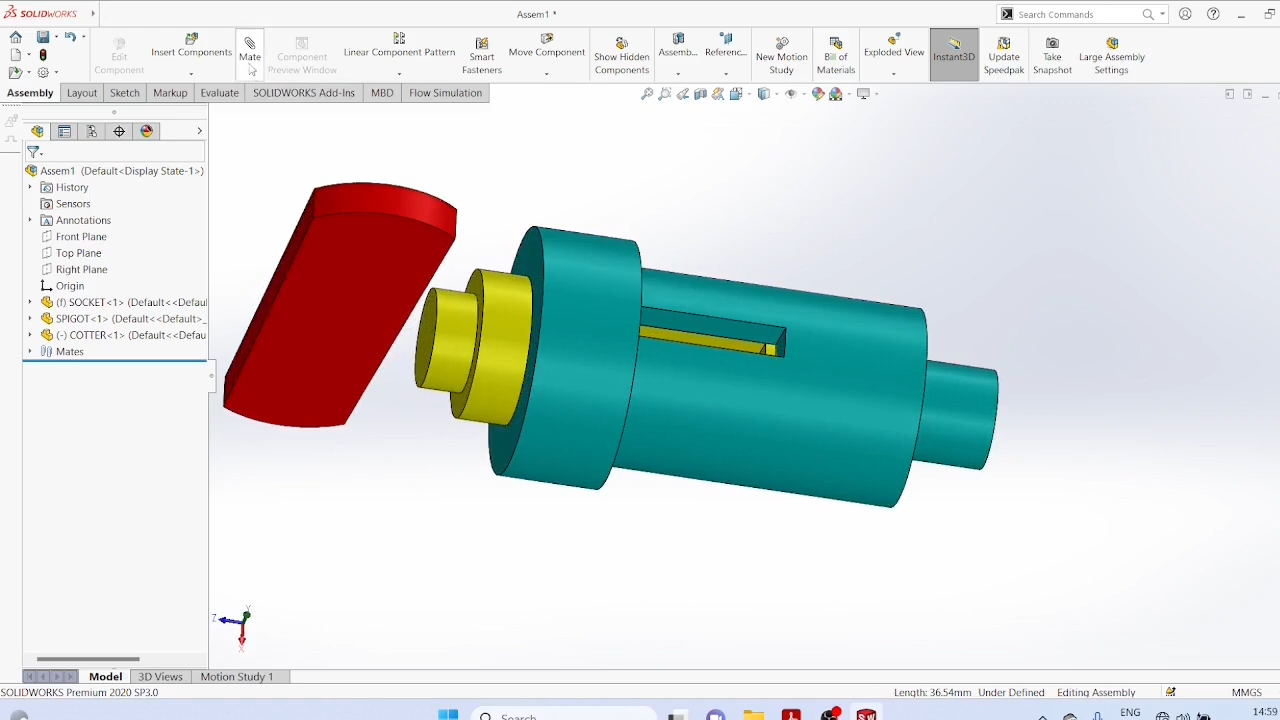 SOLIDWORKS
Assem1 *
Search Commands
Edit Component
Insert Components
Mate
Component Preview Window
Linear Component Pattern
Smart Fasteners
Move Component
Show Hidden Components
Assemb...
Referenc...
New Motion Study
Bill of Materials
Exploded View
Instant3D
Update Speedpak
Take Snapshot
Large Assembly Settings
Assembly
Layout
Sketch
Markup
Evaluate
SOLIDWORKS Add-Ins
MBD
Flow Simulation
Assem1 (Default<Display State-1>)
History
Sensors
Annotations
Front Plane
Top Plane
Right Plane
Origin
(f) SOCKET<1> (Default<<Defaul
SPIGOT<1> (Default<<Default>_
(-) COTTER<1> (Default<<Defau
Mates
Z
Y
X
Model
3D Views
Motion Study 1
SOLIDWORKS Premium 2020 SP3.0
Length: 36.54mm
Under Defined
Editing Assembly
MMGS
Search
ENG
14:59